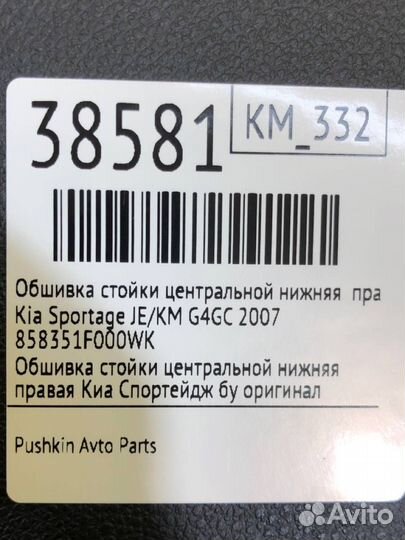 38581
KM_332
Обшивка стойки центральной нижняя пра
Kia Sportage JE/KM G4GC 2007
858351F000WK
Обшивка стойки центральной нижняя
правая Киа Спортейдж бу оригинал
Pushkin Avto Parts
Avito